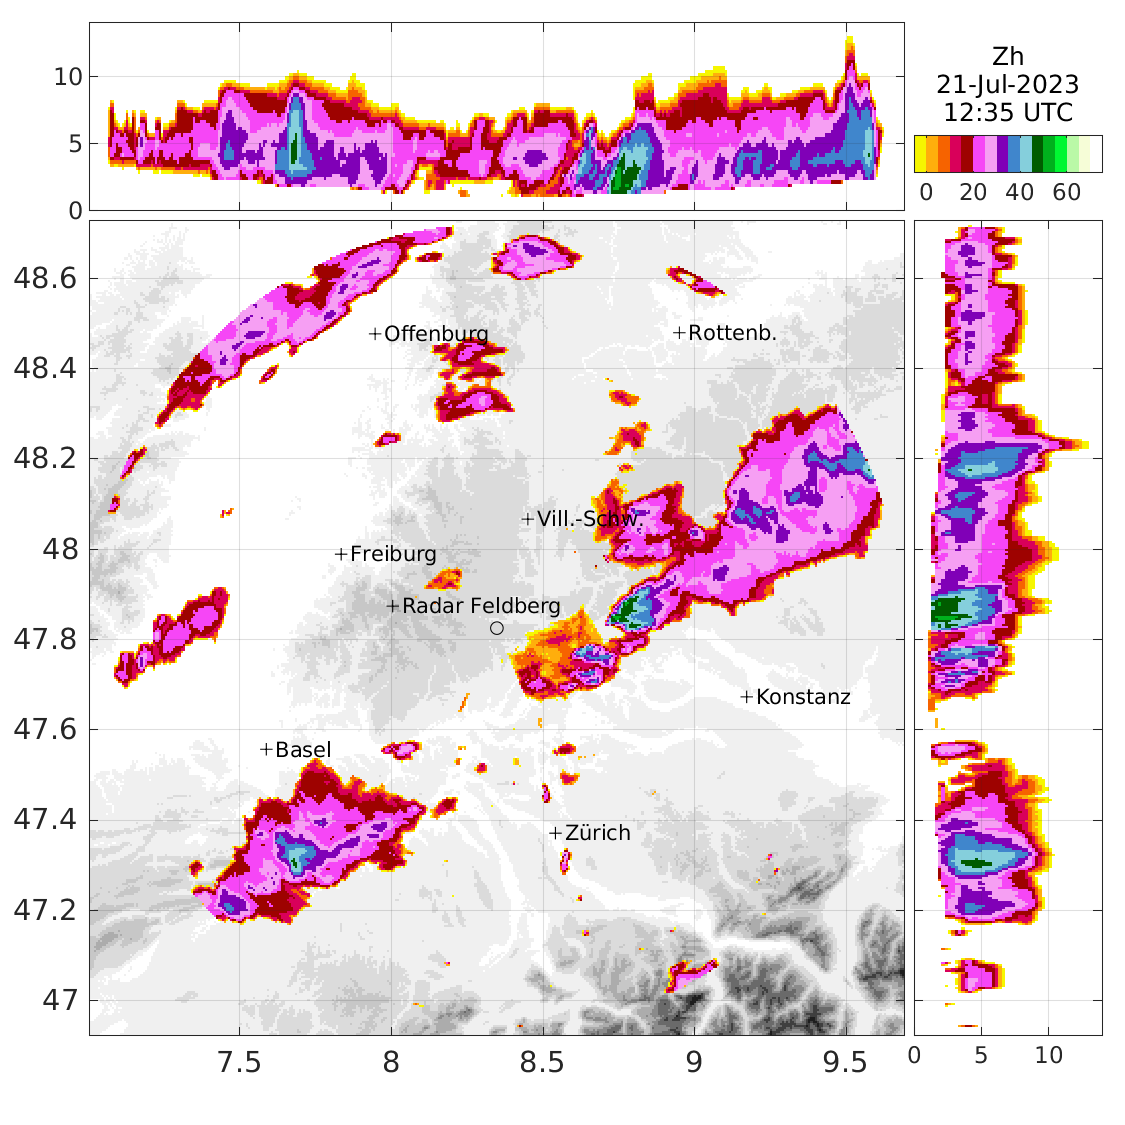 10
5
0
Zh
21-Jul-2023
12:35 UTC
0 20 40 60
48.6
48.4
48.2
48
47.8
47.6
47.4
47.2
47
+Offenburg
+Rottenb.
+Vill.-Schw.
+Freiburg
+Radar Feldberg
+Konstanz
+Basel
+Zürich
7.5 8 8.5 9 9.5
0 5 10